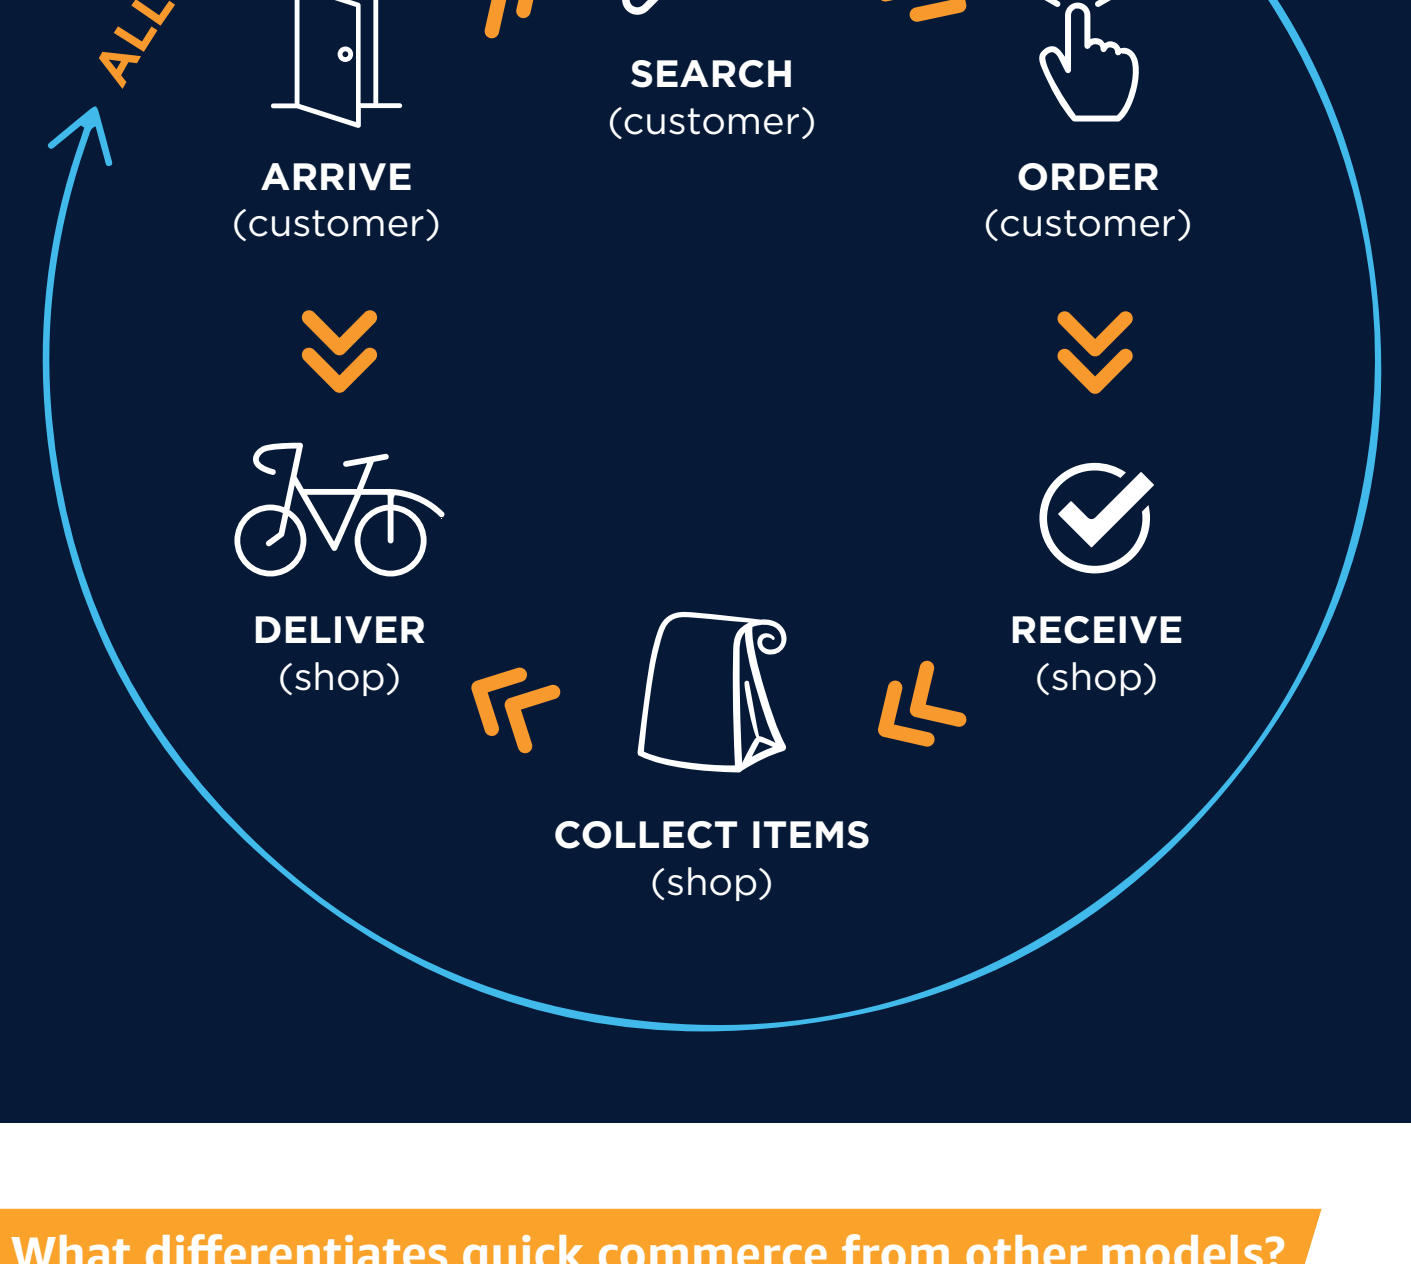 ALL
SEARCH
(customer)
ARRIVE
(customer)
ORDER
(customer)
DELIVER
(shop)
RECEIVE
(shop)
COLLECT ITEMS
(shop)
What differentiates quick commerce from other models?